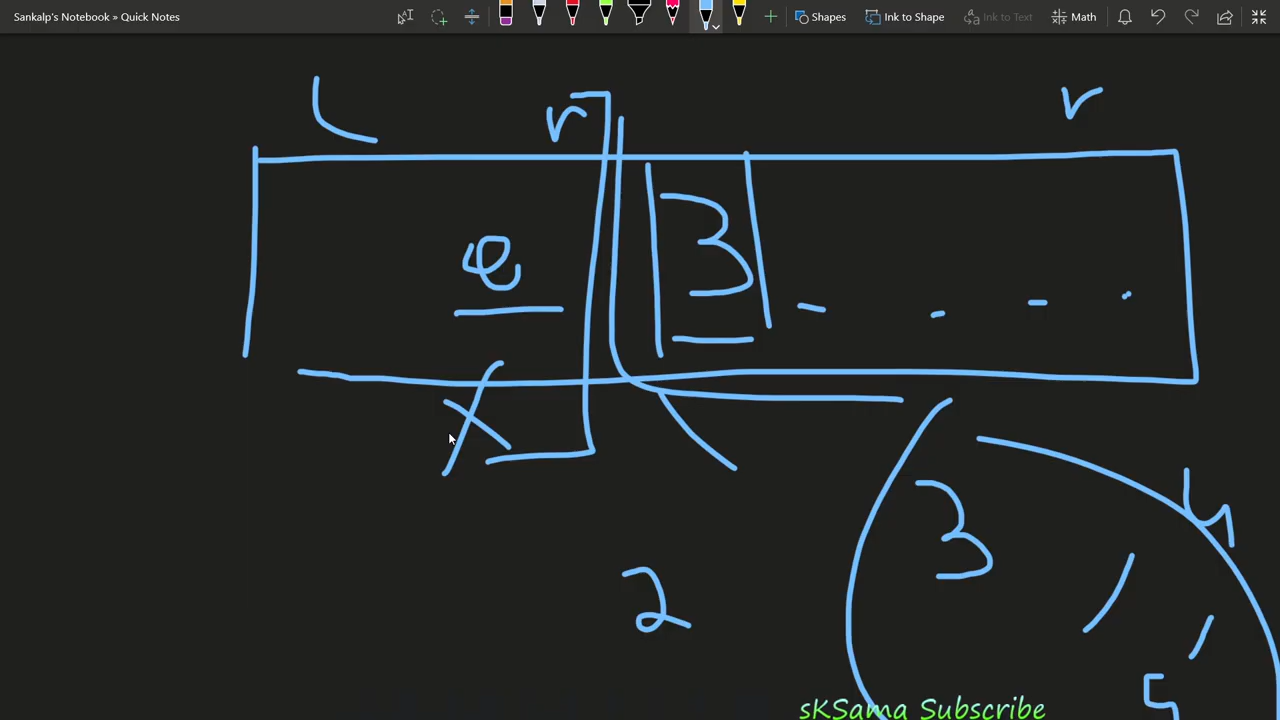 Sankalp's Notebook » Quick Notes
Shapes
Ink to Shape
Ink to Text
Math
L r r
e 3
3 4
2
5
sKSama Subscribe